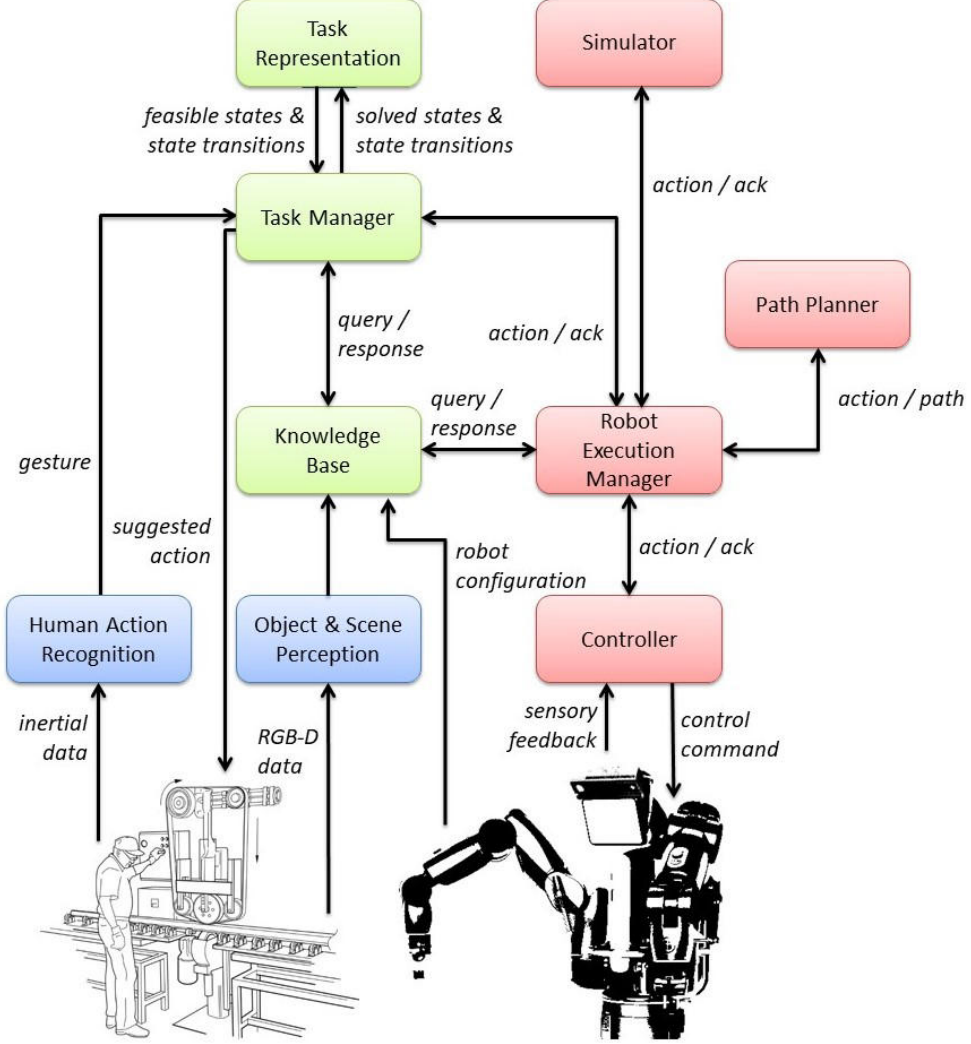 Task
Representation
Simulator
feasible states &
state transitions
solved states &
state transitions
action / ack
Task Manager
Path Planner
query /
response
action / ack
action / path
query /
response
Knowledge
Base
Robot
Execution
Manager
gesture
suggested
action
robot
configuration
action / ack
Human Action
Recognition
Object & Scene
Perception
Controller
inertial
data
RGB-D
data
sensory
feedback
control
command